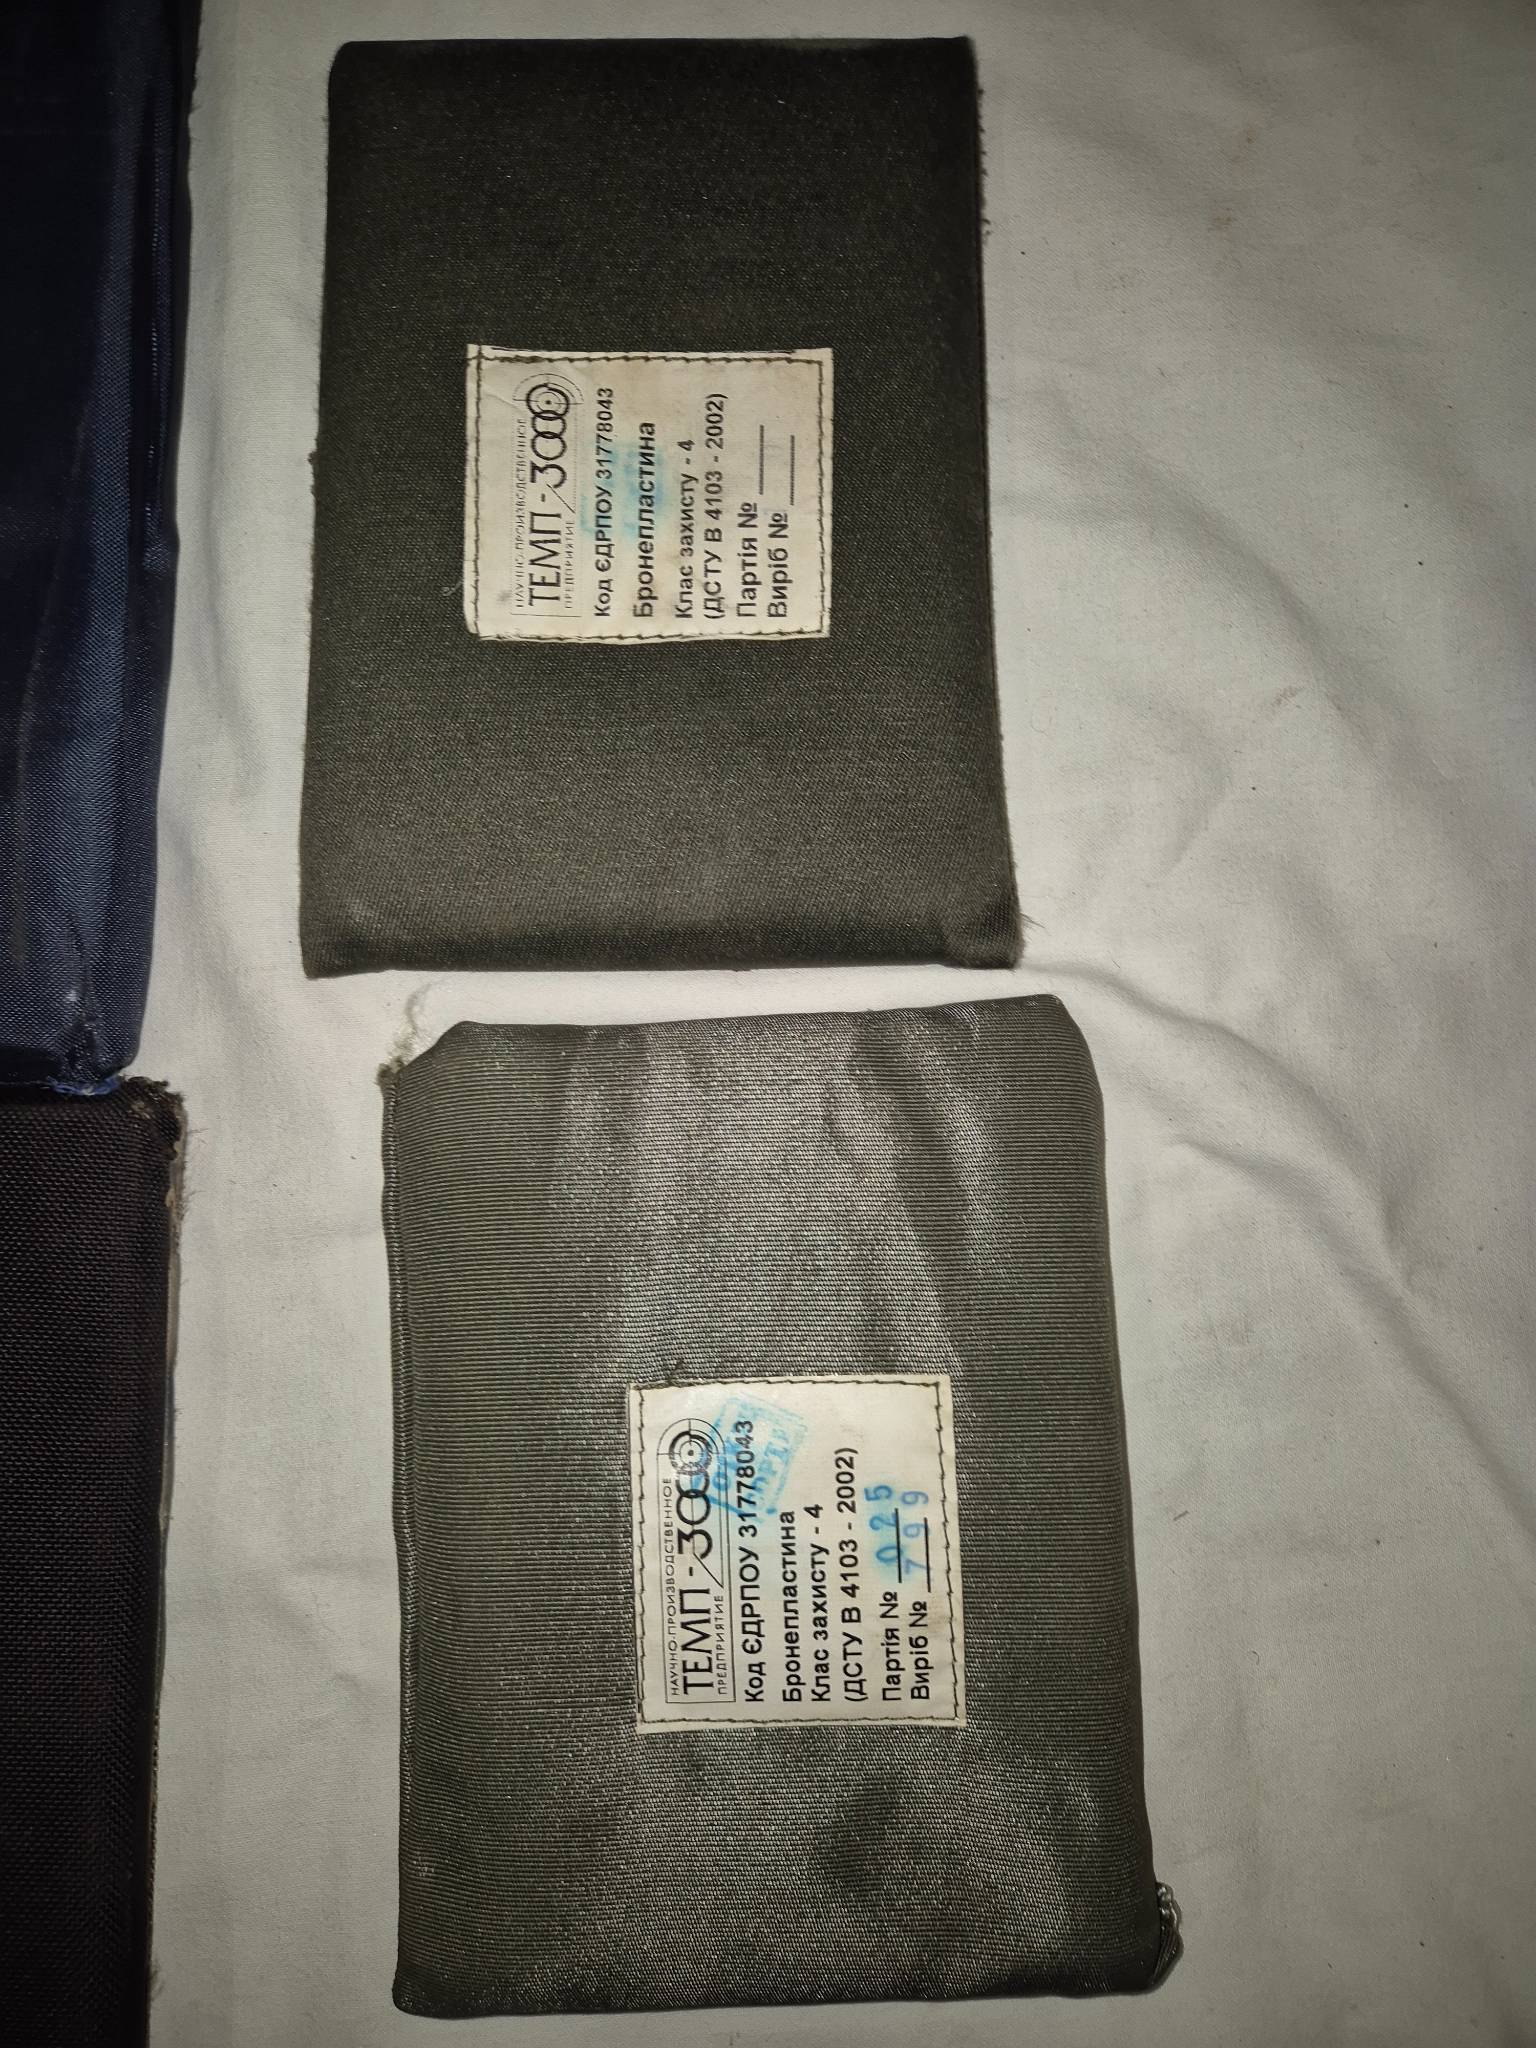 НАУЧНО-ПРОИЗВОДСТВЕННОЕ
ТЕМП-3000
ПРЕДПРИЯТИЕ
Код ЄДРПОУ 31778043
Бронепластина
Клас захисту - 4
(ДСТУ В 4103 - 2002)
Партія №
Виріб №
НАУЧНО-ПРОИЗВОДСТВЕННОЕ
ТЕМП-3000
ПРЕДПРИЯТИЕ
Код ЄДРПОУ 31778043
Бронепластина
Клас захисту - 4
(ДСТУ В 4103 - 2002)
Партія № 025
Виріб № 799